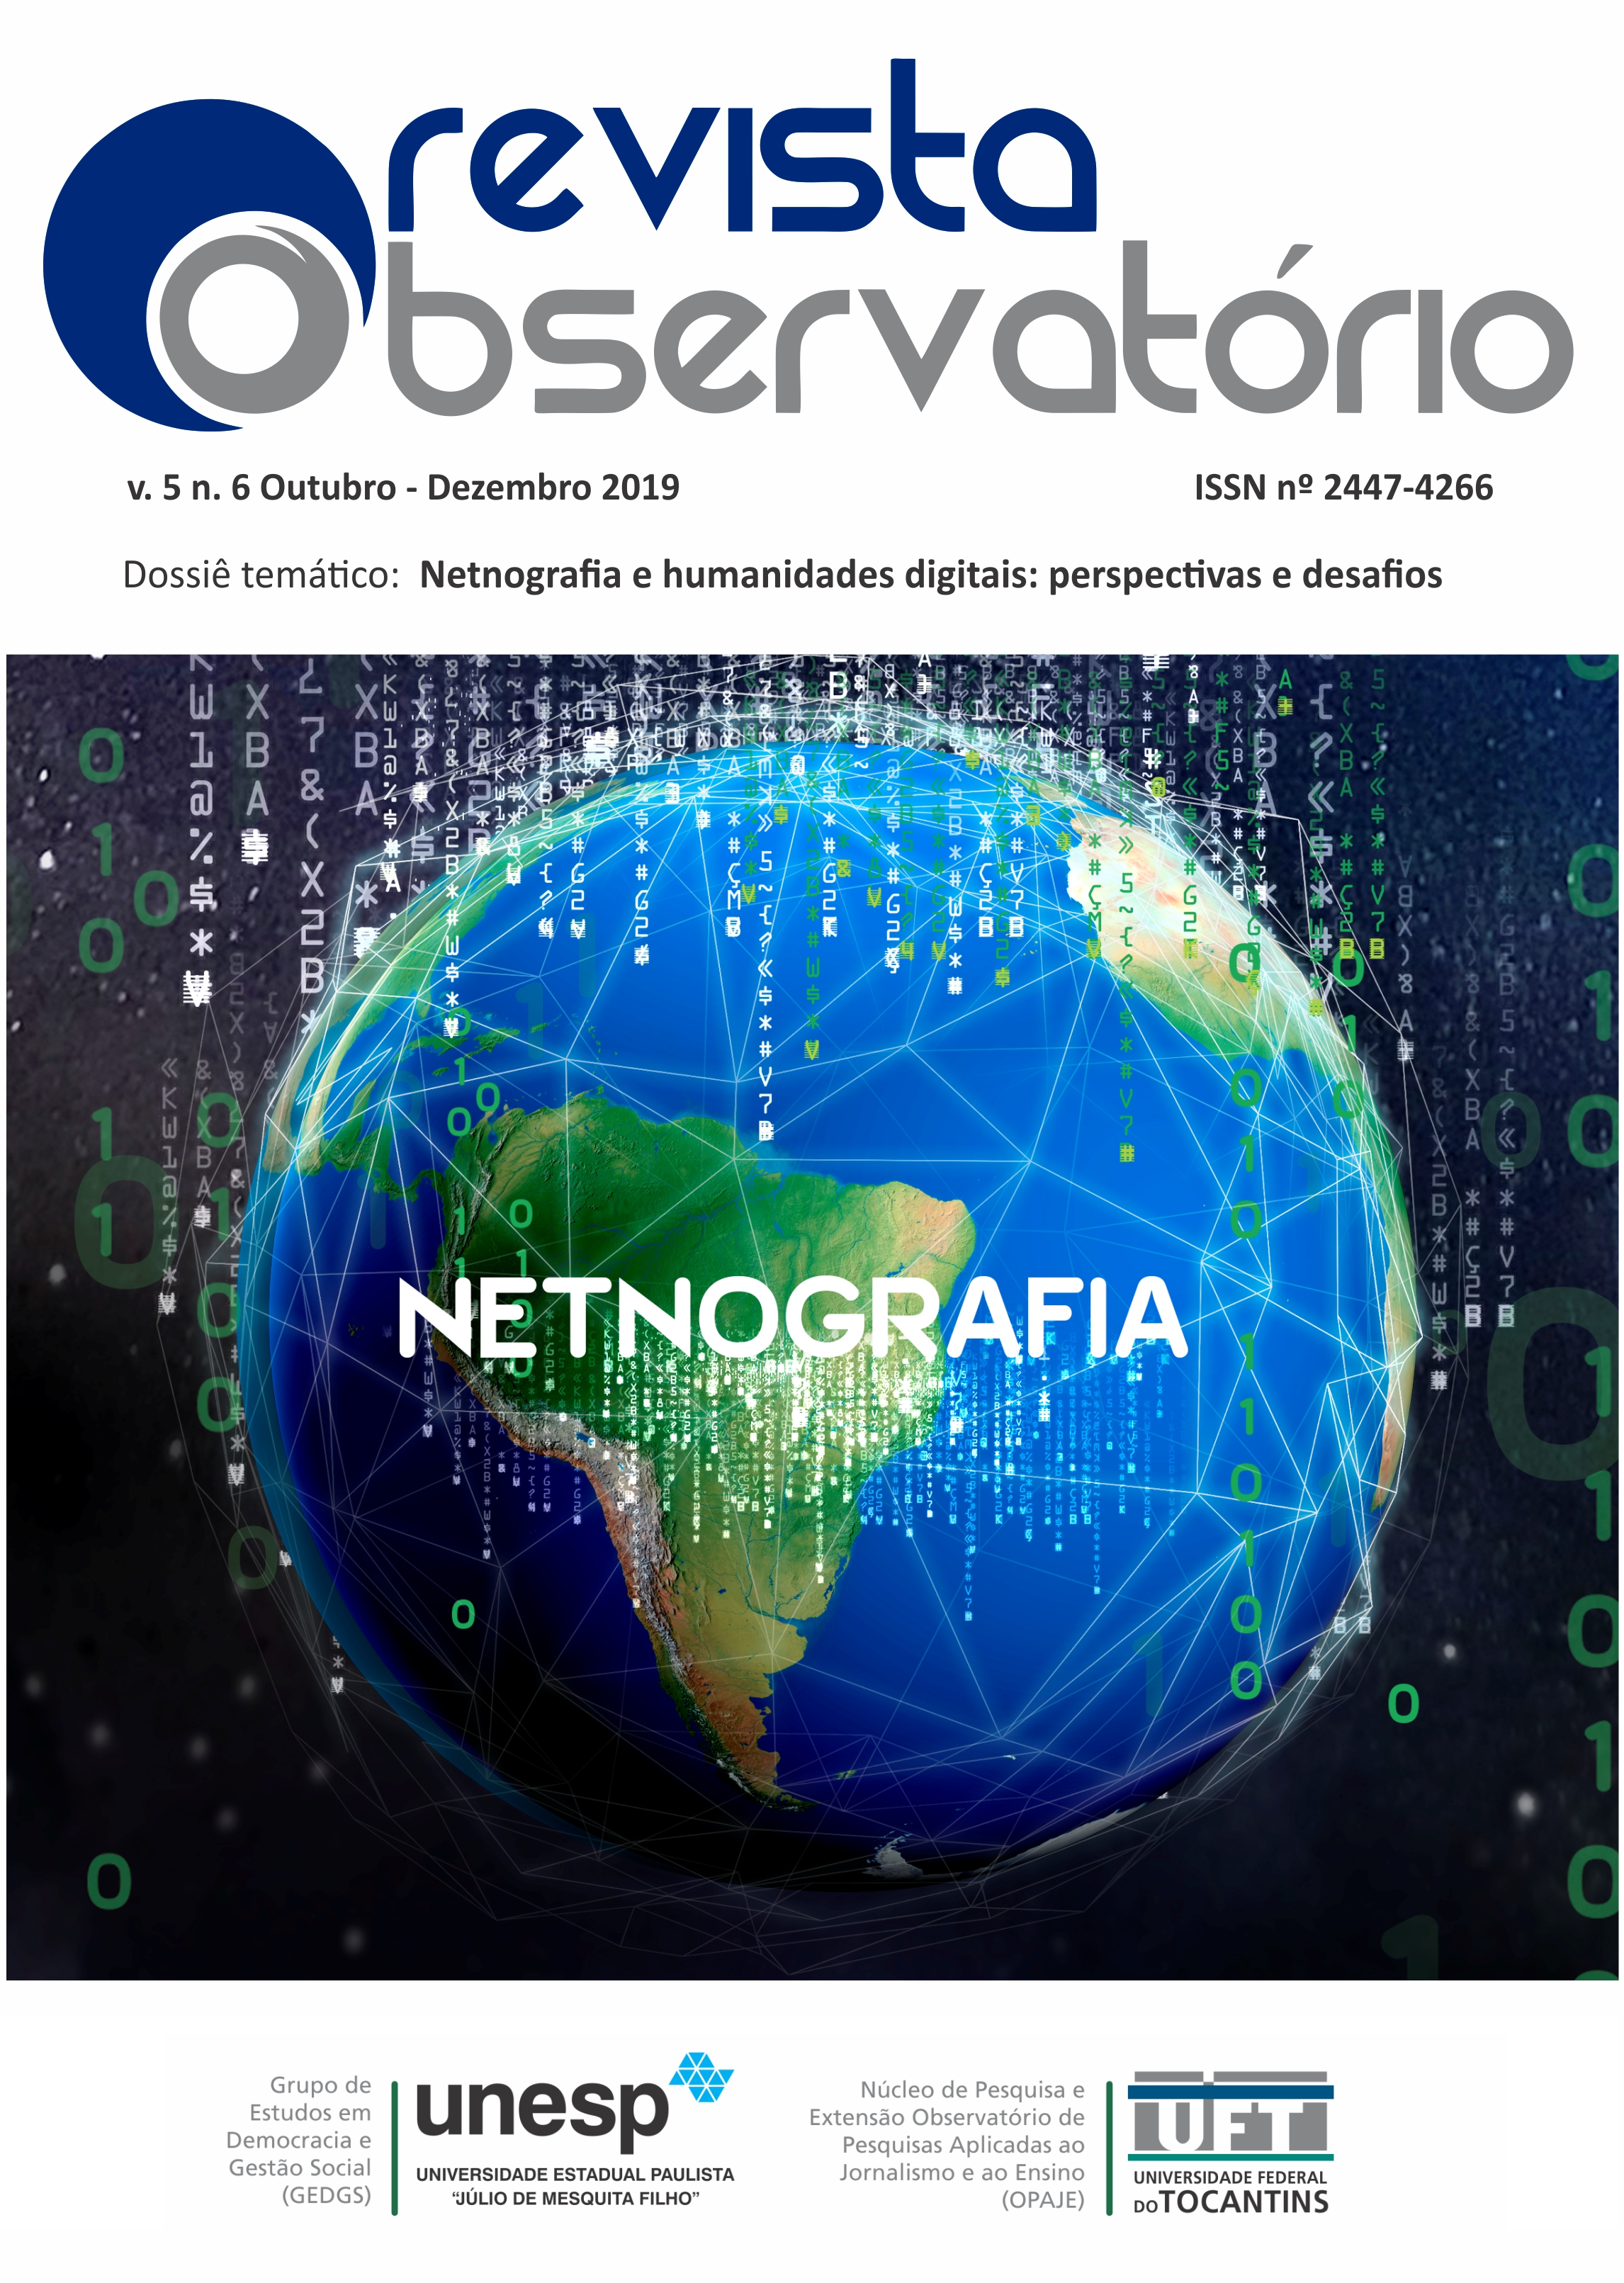 revista
Observatório
v. 5 n. 6 Outubro - Dezembro 2019
ISSN nº 2447-4266
Dossiê temático: Netnografia e humanidades digitais: perspectivas e desafios
NETNOGRAFIA
Grupo de
Estudos em
Democracia e
Gestão Social
(GEDGS)
unesp
UNIVERSIDADE ESTADUAL PAULISTA
“JÚLIO DE MESQUITA FILHO”
Núcleo de Pesquisa e
Extensão Observatório de
Pesquisas Aplicadas ao
Jornalismo e ao Ensino
(OPAJE)
UFT
UNIVERSIDADE FEDERAL
DO TOCANTINS